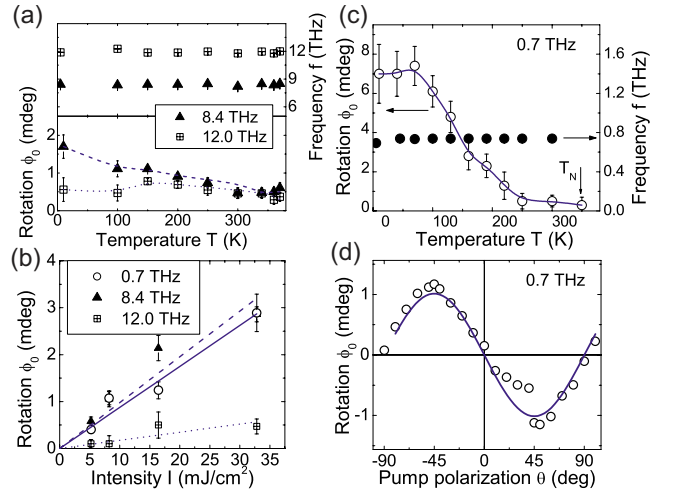 (a)
12
9
6
Frequency f (THz)
8.4 THz
12.0 THz
2
1
0
Rotation ϕ₀ (mdeg)
0 100 200 300
Temperature T (K)
(b)
4
3
2
1
0
Rotation ϕ₀ (mdeg)
0.7 THz
8.4 THz
12.0 THz
0 5 10 15 20 25 30 35
Intensity I (mJ/cm²)
(c)
0.7 THz
8
6
4
2
0
Rotation ϕ₀ (mdeg)
1.6
1.2
0.8
0.4
0.0
Frequency f (THz)
T_N
0 100 200 300
Temperature T (K)
(d)
0.7 THz
1
0
-1
Rotation ϕ₀ (mdeg)
-90 -45 0 45 90
Pump polarization θ (deg)